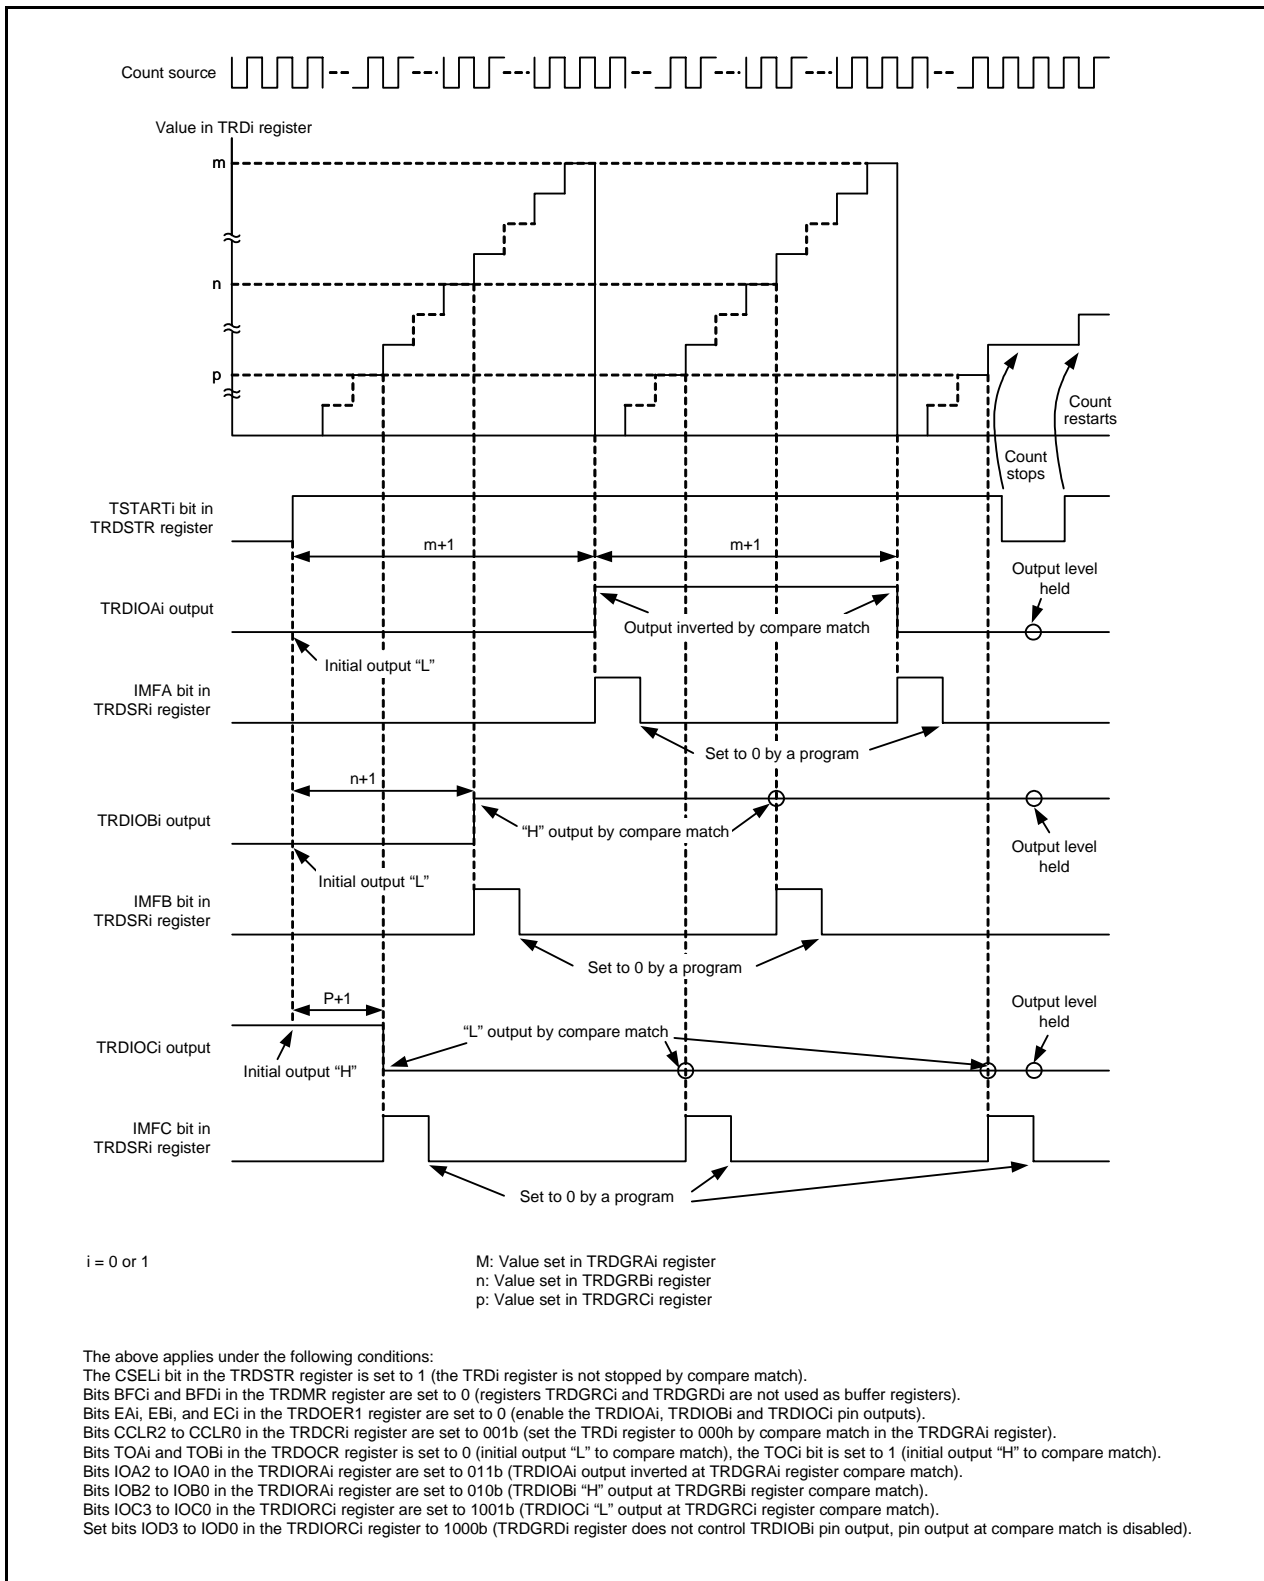 Count source
Value in TRDi register
m
n
p
Count
restarts
Count
stops
TSTARTi bit in
TRDSTR register
m+1
m+1
Output level
held
TRDIOAi output
Output inverted by compare match
Initial output “L”
IMFA bit in
TRDSRi register
Set to 0 by a program
n+1
TRDIOBi output
“H” output by compare match
Output level
held
Initial output “L”
IMFB bit in
TRDSRi register
Set to 0 by a program
P+1
Output level
held
“L” output by compare match
TRDIOCi output
Initial output “H”
IMFC bit in
TRDSRi register
Set to 0 by a program
i = 0 or 1
M: Value set in TRDGRAi register
n: Value set in TRDGRBi register
p: Value set in TRDGRCi register
The above applies under the following conditions:
The CSELi bit in the TRDSTR register is set to 1 (the TRDi register is not stopped by compare match).
Bits BFCi and BFDi in the TRDMR register are set to 0 (registers TRDGRCi and TRDGRDi are not used as buffer registers).
Bits EAi, EBi, and ECi in the TRDOER1 register are set to 0 (enable the TRDIOAi, TRDIOBi and TRDIOCi pin outputs).
Bits CCLR2 to CCLR0 in the TRDCRi register are set to 001b (set the TRDi register to 000h by compare match in the TRDGRAi register).
Bits TOAi and TOBi in the TRDOCR register is set to 0 (initial output “L” to compare match), the TOCi bit is set to 1 (initial output “H” to compare match).
Bits IOA2 to IOA0 in the TRDIORAi register are set to 011b (TRDIOAi output inverted at TRDGRAi register compare match).
Bits IOB2 to IOB0 in the TRDIORAi register are set to 010b (TRDIOBi “H” output at TRDGRBi register compare match).
Bits IOC3 to IOC0 in the TRDIORCi register are set to 1001b (TRDIOCi “L” output at TRDGRCi register compare match).
Set bits IOD3 to IOD0 in the TRDIORCi register to 1000b (TRDGRDi register does not control TRDIOBi pin output, pin output at compare match is disabled).